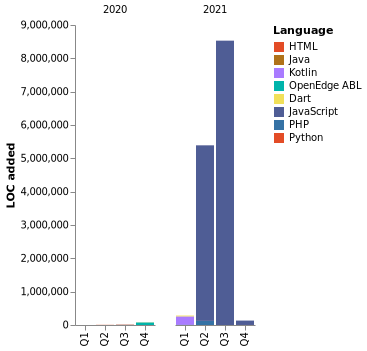 2020 2021
LOC added
9,000,000
8,000,000
7,000,000
6,000,000
5,000,000
4,000,000
3,000,000
2,000,000
1,000,000
0
Q1 Q2 Q3 Q4 Q1 Q2 Q3 Q4
Language
HTML
Java
Kotlin
OpenEdge ABL
Dart
JavaScript
PHP
Python